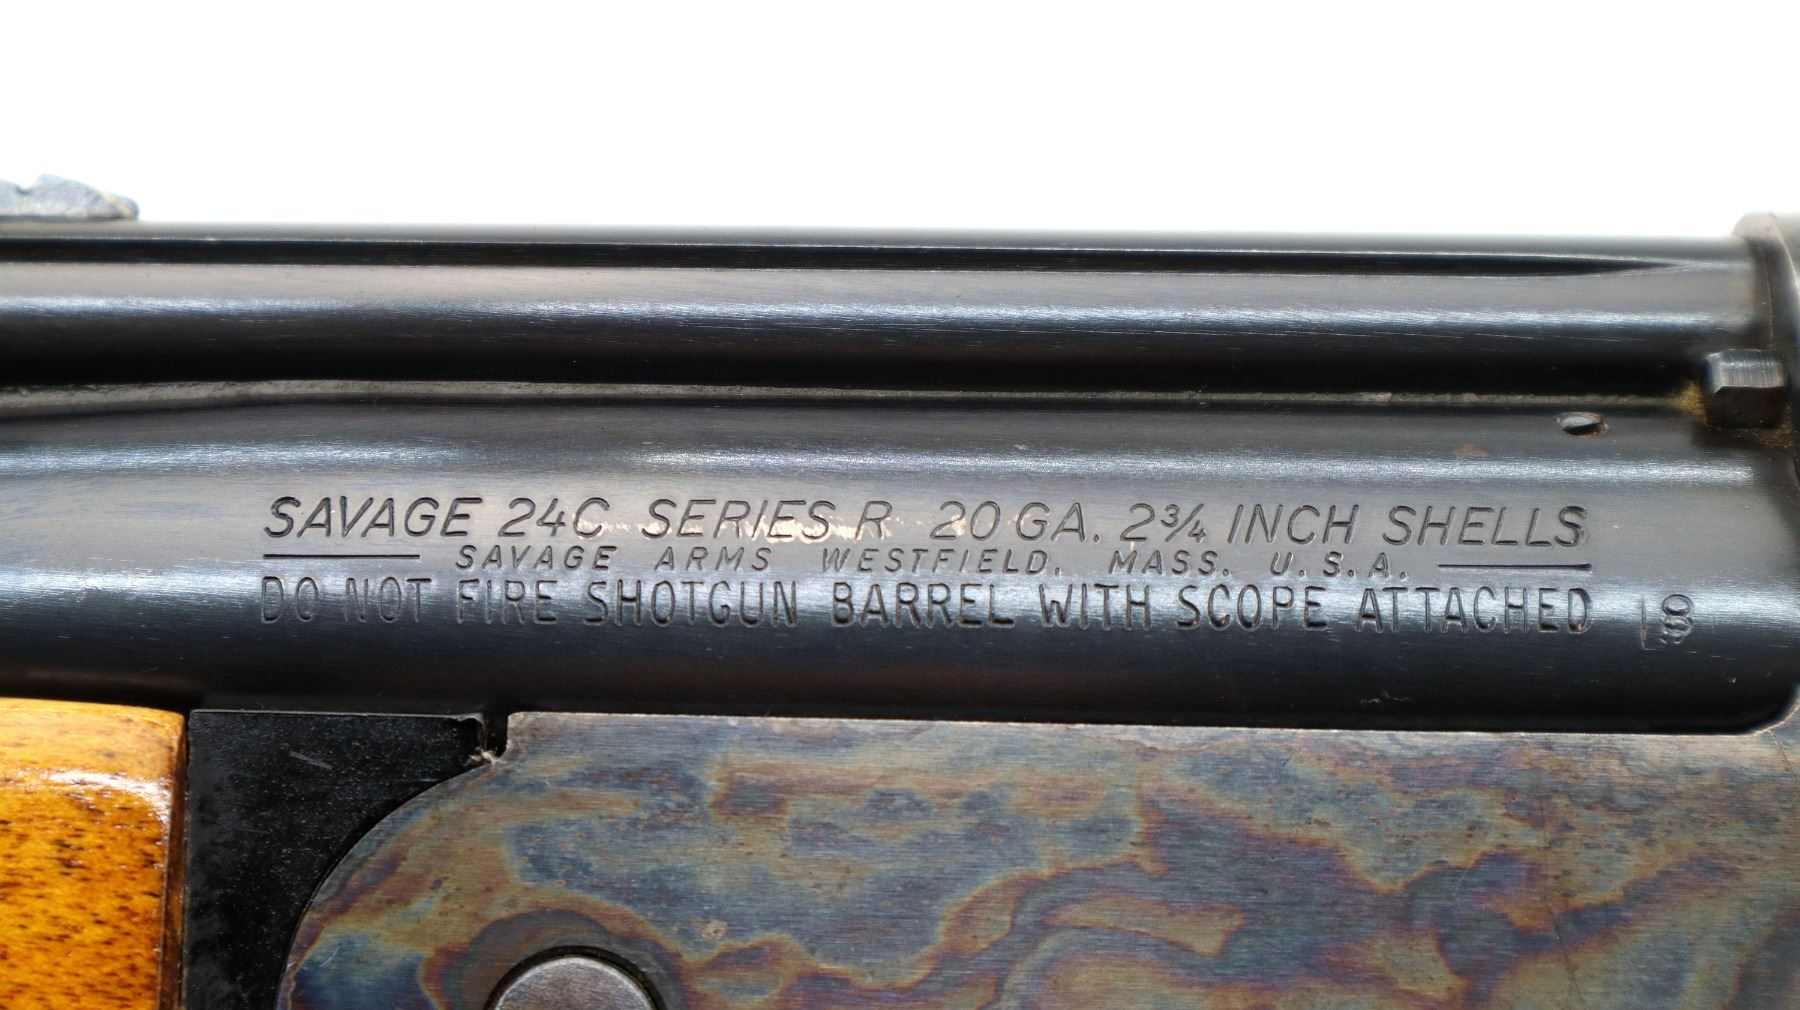 SAVAGE 24C SERIES R 20 GA. 2¾ INCH SHELLS
SAVAGE ARMS WESTFIELD, MASS. U.S.A.
DO NOT FIRE SHOTGUN BARREL WITH SCOPE ATTACHED